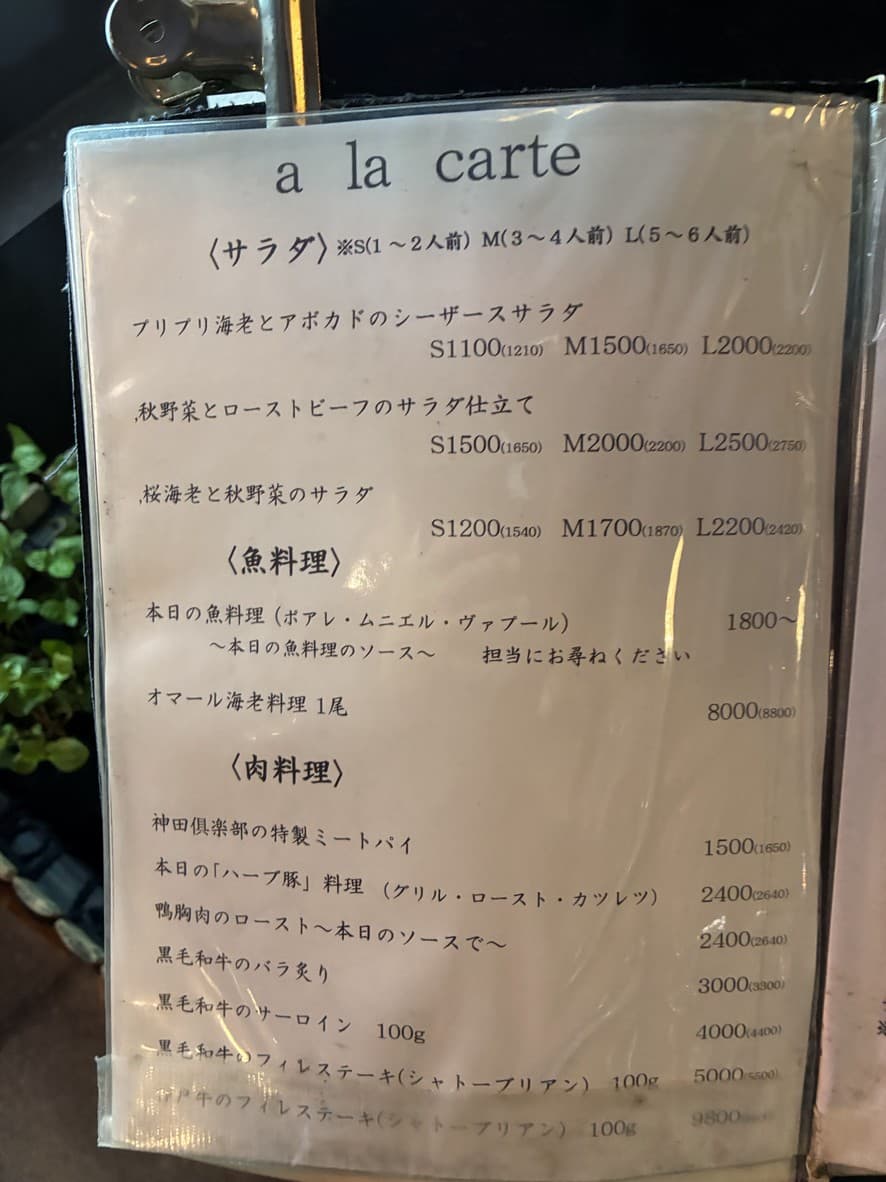 a la carte
〈サラダ〉※S(1～2人前) M(3～4人前) L(5～6人前)
プリプリ海老とアボカドのシーザースサラダ
S1100(1210) M1500(1650) L2000(2200)
,秋野菜とローストビーフのサラダ仕立て
S1500(1650) M2000(2200) L2500(2750)
,桜海老と秋野菜のサラダ
S1200(1540) M1700(1870) L2200(2420)
〈魚料理〉
本日の魚料理（ポアレ・ムニエル・ヴァプール） 1800～
～本日の魚料理のソース～ 担当にお尋ねください
オマール海老料理 1尾 8000(8800)
〈肉料理〉
神田倶楽部の特製ミートパイ 1500(1650)
本日の「ハーブ豚」料理 （グリル・ロースト・カツレツ） 2400(2640)
鴨胸肉のロースト～本日のソースで～ 2400(2640)
黒毛和牛のバラ炙り 3000(3300)
黒毛和牛のサーロイン 100g 4000(4400)
黒毛和牛のフィレステーキ(シャトーブリアン) 100g 5000(5500)
牛のフィレステーキ(シャトーブリアン) 100g 9800
※